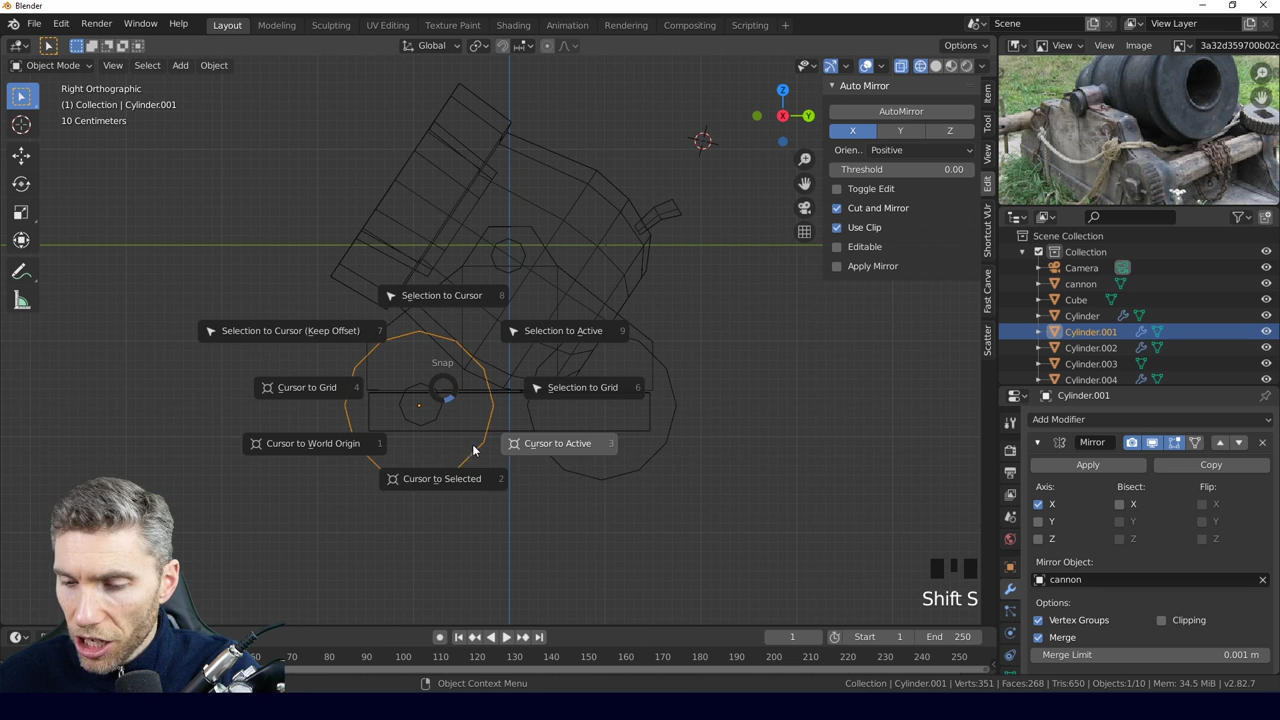 Blender
File Edit Render Window Help
Layout Modeling Sculpting UV Editing Texture Paint Shading Animation Rendering Compositing Scripting +
Scene
View Layer
Global
Options
Object Mode View Select Add Object
View View Image 3a32d359700b02c
Right Orthographic
(1) Collection | Cylinder.001
10 Centimeters
Z
X
Y
Auto Mirror
AutoMirror
X Y Z
Orien.. Positive
Threshold 0.00
Toggle Edit
Cut and Mirror
Use Clip
Editable
Apply Mirror
Item
Tool
View
Edit
Shortcut VUr
Fast Carve
Scatter
Selection to Cursor 8
Selection to Cursor (Keep Offset) 7
Selection to Active 9
Snap
Cursor to Grid 4
Selection to Grid 6
Cursor to World Origin 1
Cursor to Active 3
Cursor to Selected 2
Shift S
Scene Collection
Collection
Camera
cannon
Cube
Cylinder
Cylinder.001
Cylinder.002
Cylinder.003
Cylinder.004
Cylinder.001
Add Modifier
Mirror
Apply Copy
Axis: Bisect: Flip:
X X X
Y Y Y
Z Z Z
Mirror Object:
cannon
Options:
Vertex Groups Clipping
Merge
Merge Limit 0.001 m
1 Start 1 End 250
60 70 80 90 100 110 120 130 140 150 160 170 180 190 200 210 220 230 240 250
Object Context Menu
Collection | Cylinder.001 | Verts:351 | Faces:268 | Tris:650 | Objects:1/10 | Mem: 34.5 MiB | v2.82.7